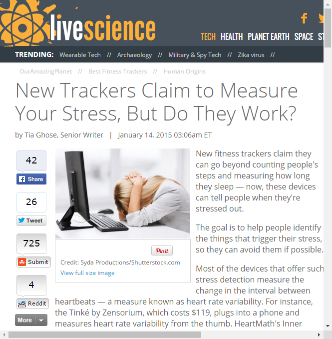 livescience
TECH HEALTH PLANET EARTH SPACE ST
TRENDING: Wearable Tech // Archaeology // Military & Spy Tech // Zika virus //
OurAmazingPlanet // Best Fitness Trackers // Human Origins
New Trackers Claim to Measure
Your Stress, But Do They Work?
by Tia Ghose, Senior Writer | January 14, 2015 03:06am ET
42
Share
26
Tweet
725
Submit
4
Reddit
More
Pin it
Credit: Syda Productions/Shutterstock.com
View full size image
New fitness trackers claim they
can go beyond counting people's
steps and measuring how long
they sleep — now, these devices
can tell people when they're
stressed out.
The goal is to help people identify
the things that trigger their stress,
so they can avoid them if possible.
Most of the devices that offer such
stress detection measure the
change in the interval between
heartbeats — a measure known as heart rate variability. For instance,
the Tinké by Zensorium, which costs $119, plugs into a phone and
measures heart rate variability from the thumb. HeartMath's Inner